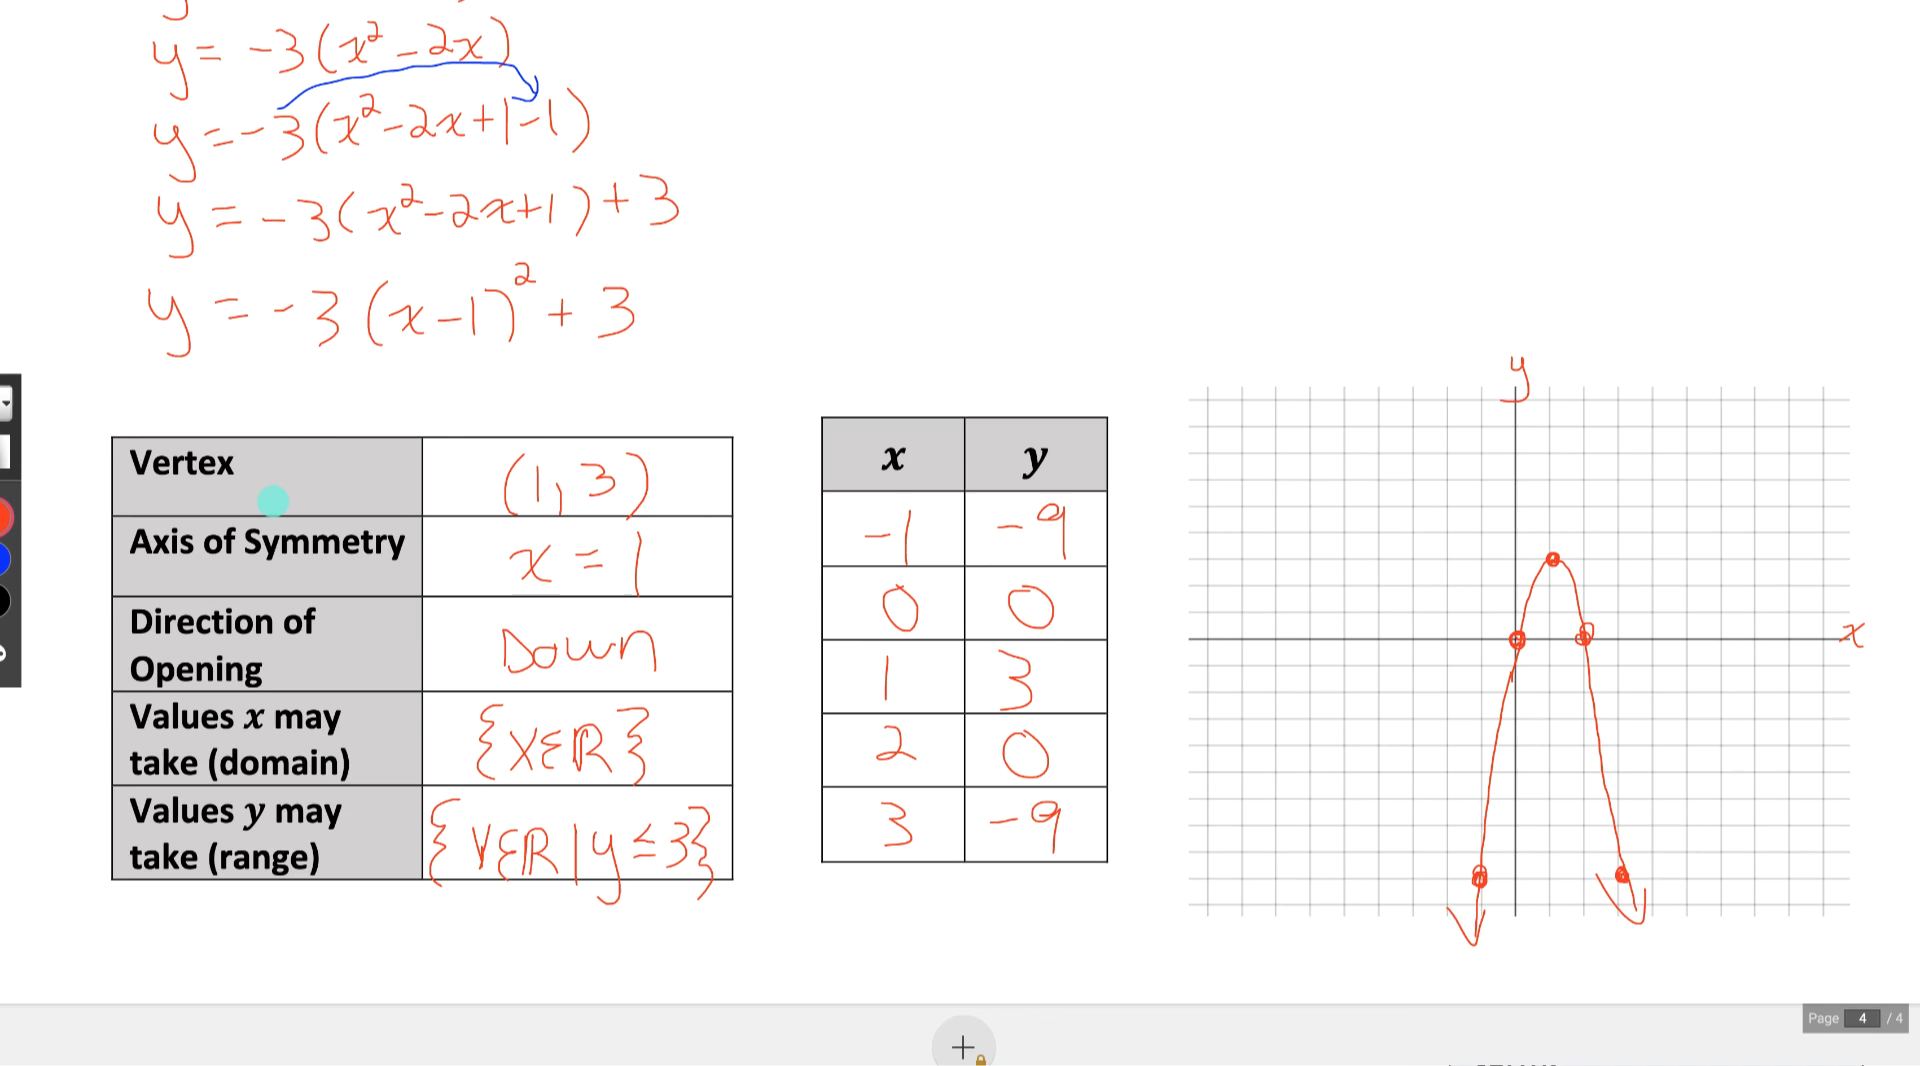 y = -3(x² - 2x)
y = -3(x² - 2x + 1 - 1)
y = -3(x² - 2x + 1) + 3
y = -3(x - 1)² + 3
Vertex (1, 3)
Axis of Symmetry x = 1
Direction of Opening Down
Values x may take (domain) {X∈R}
Values y may take (range) {Y∈R | y ≤ 3}
x y
-1 -9
0 0
1 3
2 0
3 -9
y
x
Page 4 / 4